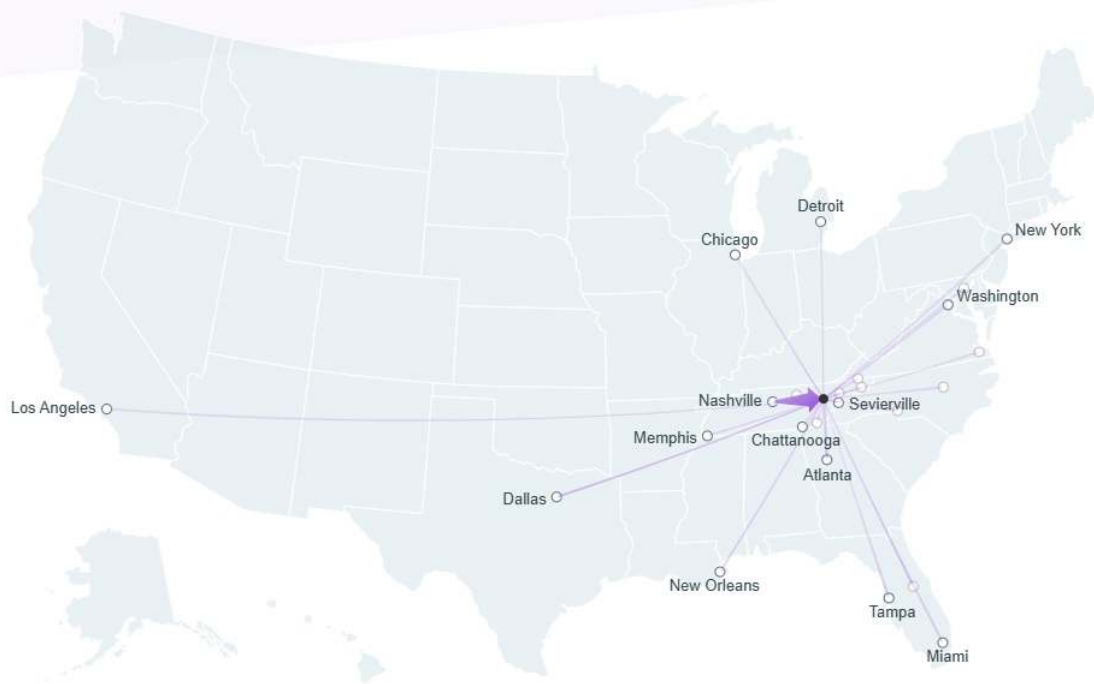 Detroit
New York
Chicago
Washington
Nashville
Sevierville
Los Angeles
Memphis
Chattanooga
Atlanta
Dallas
New Orleans
Tampa
Miami